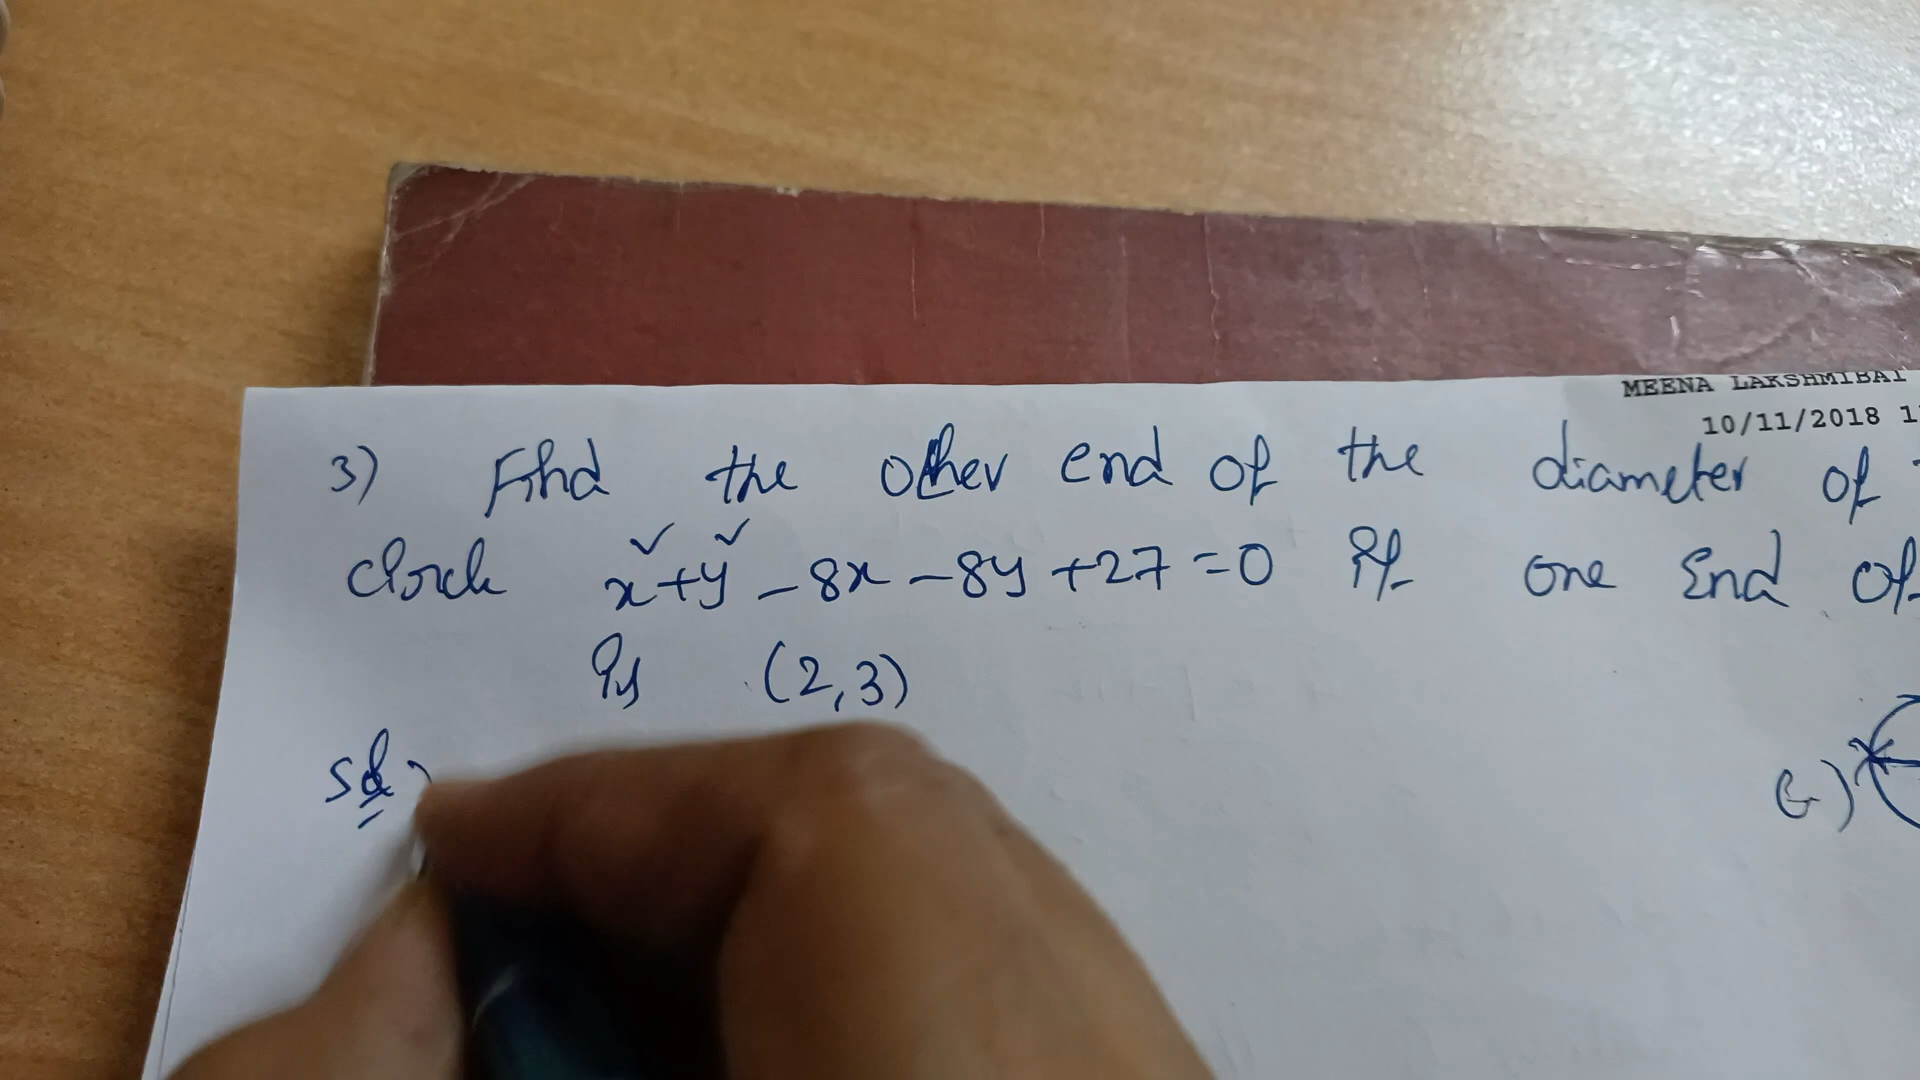 MEENA LAKSHMIBAI
10/11/2018 1
3) Find the other end of the diameter of
circle x²+y² -8x -8y +27 =0 if one End of
is (2,3)
Sol